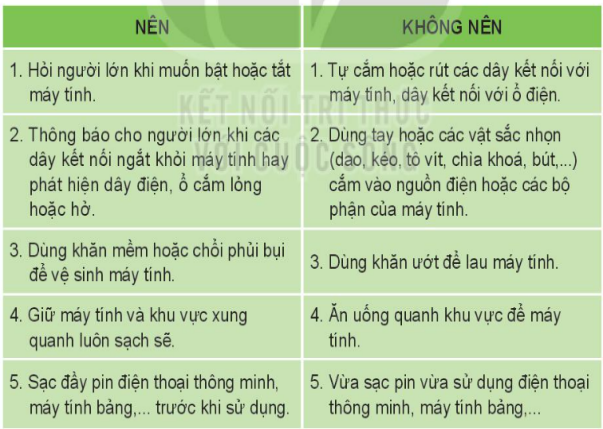 NÊN
KHÔNG NÊN
1. Hỏi người lớn khi muốn bật hoặc tắt
máy tính.
1. Tự cắm hoặc rút các dây kết nối với
máy tính, dây kết nối với ổ điện.
KẾT NỐI TRI THỨC
VỚI CUỘC SỐNG
2. Thông báo cho người lớn khi các
dây kết nối ngắt khỏi máy tính hay
phát hiện dây điện, ổ cắm lỏng
hoặc hở.
2. Dùng tay hoặc các vật sắc nhọn
(dao, kéo, tô vít, chìa khoá, bút,...)
cắm vào nguồn điện hoặc các bộ
phận của máy tính.
3. Dùng khăn mềm hoặc chổi phủi bụi
để vệ sinh máy tính.
3. Dùng khăn ướt để lau máy tính.
4. Giữ máy tính và khu vực xung
quanh luôn sạch sẽ.
4. Ăn uống quanh khu vực để máy
tính.
5. Sạc đầy pin điện thoại thông minh,
máy tính bảng,... trước khi sử dụng.
5. Vừa sạc pin vừa sử dụng điện thoại
thông minh, máy tính bảng,...